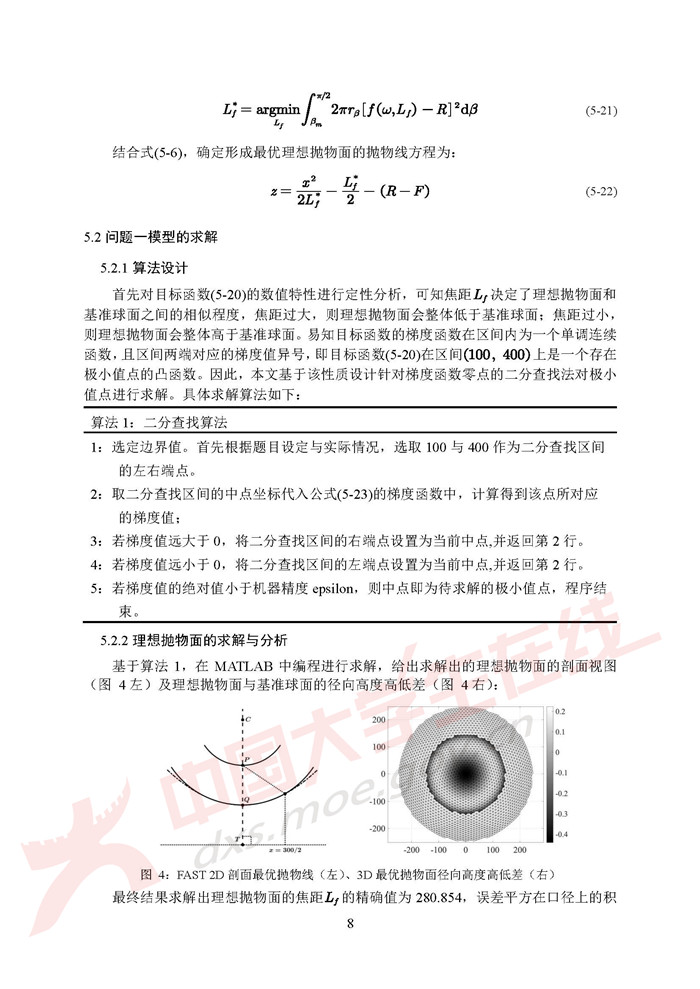 L_f^* = argmin_{L_f} ∫_{β_m}^{π/2} 2πr_β[f(ω,L_f) − R]²dβ (5-21)
结合式(5-6)，确定形成最优理想抛物面的抛物线方程为：
z = x²/2L_f^* − L_f^*/2 − (R − F) (5-22)
5.2 问题一模型的求解
5.2.1 算法设计
首先对目标函数(5-20)的数值特性进行定性分析，可知焦距L_f决定了理想抛物面和
基准球面之间的相似程度，焦距过大，则理想抛物面会整体低于基准球面；焦距过小，
则理想抛物面会整体高于基准球面。易知目标函数的梯度函数在区间内为一个单调连续
函数，且区间两端对应的梯度值异号，即目标函数(5-20)在区间(100，400)上是一个存在
极小值点的凸函数。因此，本文基于该性质设计针对梯度函数零点的二分查找法对极小
值点进行求解。具体求解算法如下：
算法 1：二分查找算法
1：选定边界值。首先根据题目设定与实际情况，选取 100 与 400 作为二分查找区间
的左右端点。
2：取二分查找区间的中点坐标代入公式(5-23)的梯度函数中，计算得到该点所对应
的梯度值；
3：若梯度值远大于 0，将二分查找区间的右端点设置为当前中点,并返回第 2 行。
4：若梯度值远小于 0，将二分查找区间的左端点设置为当前中点,并返回第 2 行。
5：若梯度值的绝对值小于机器精度 epsilon，则中点即为待求解的极小值点，程序结
束。
5.2.2 理想抛物面的求解与分析
基于算法 1，在 MATLAB 中编程进行求解，给出求解出的理想抛物面的剖面视图
（图 4 左）及理想抛物面与基准球面的径向高度高低差（图 4 右）：
C
P
Q
T
x = 300/2
200
100
0
-100
-200
-200 -100 0 100 200
0.2
0.1
0
-0.1
-0.2
-0.3
-0.4
图 4：FAST 2D 剖面最优抛物线（左）、3D 最优抛物面径向高度高低差（右）
最终结果求解出理想抛物面的焦距L_f的精确值为 280.854，误差平方在口径上的积
8
中国大学生在线
dxs.moe.gov.cn